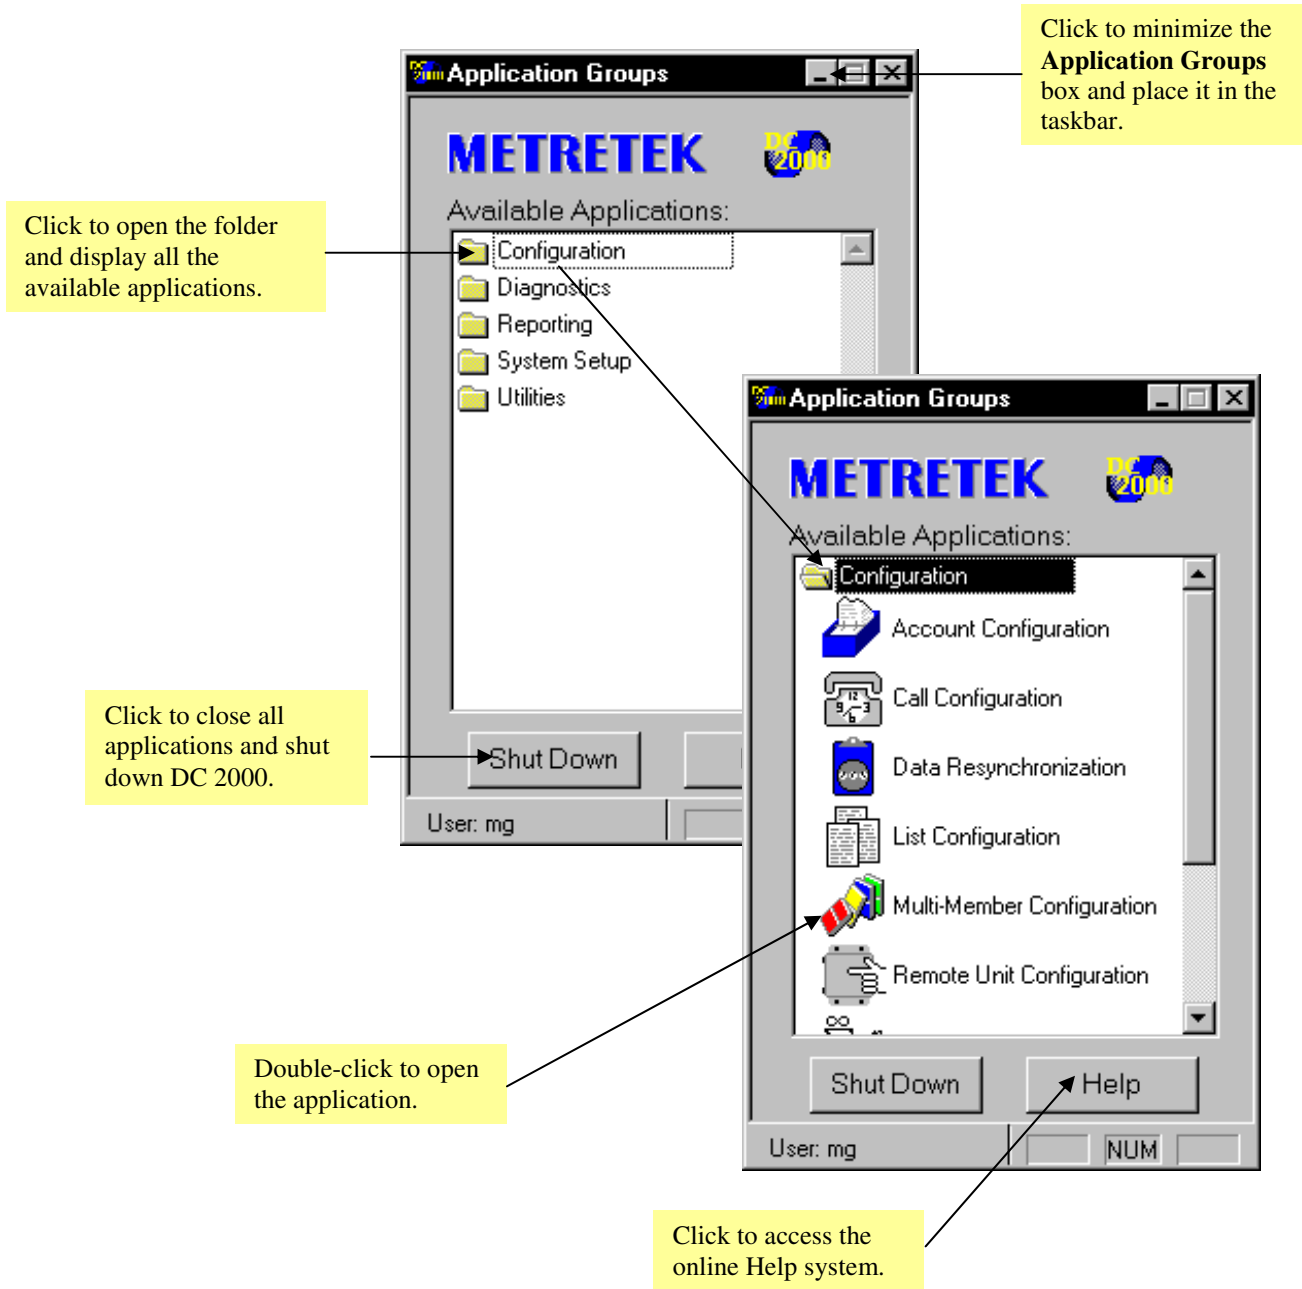 Click to minimize the
Application Groups
box and place it in the
taskbar.
Application Groups
METRETEK
DC
2000
Available Applications:
Click to open the folder
and display all the
available applications.
Configuration
Diagnostics
Reporting
System Setup
Utilities
Click to close all
applications and shut
down DC 2000.
Shut Down
User: mg
Application Groups
METRETEK
DC
2000
Available Applications:
Configuration
Account Configuration
Call Configuration
12
9 3
6
Data Resynchronization
List Configuration
Multi-Member Configuration
Remote Unit Configuration
Double-click to open
the application.
Shut Down
Help
User: mg
NUM
Click to access the
online Help system.